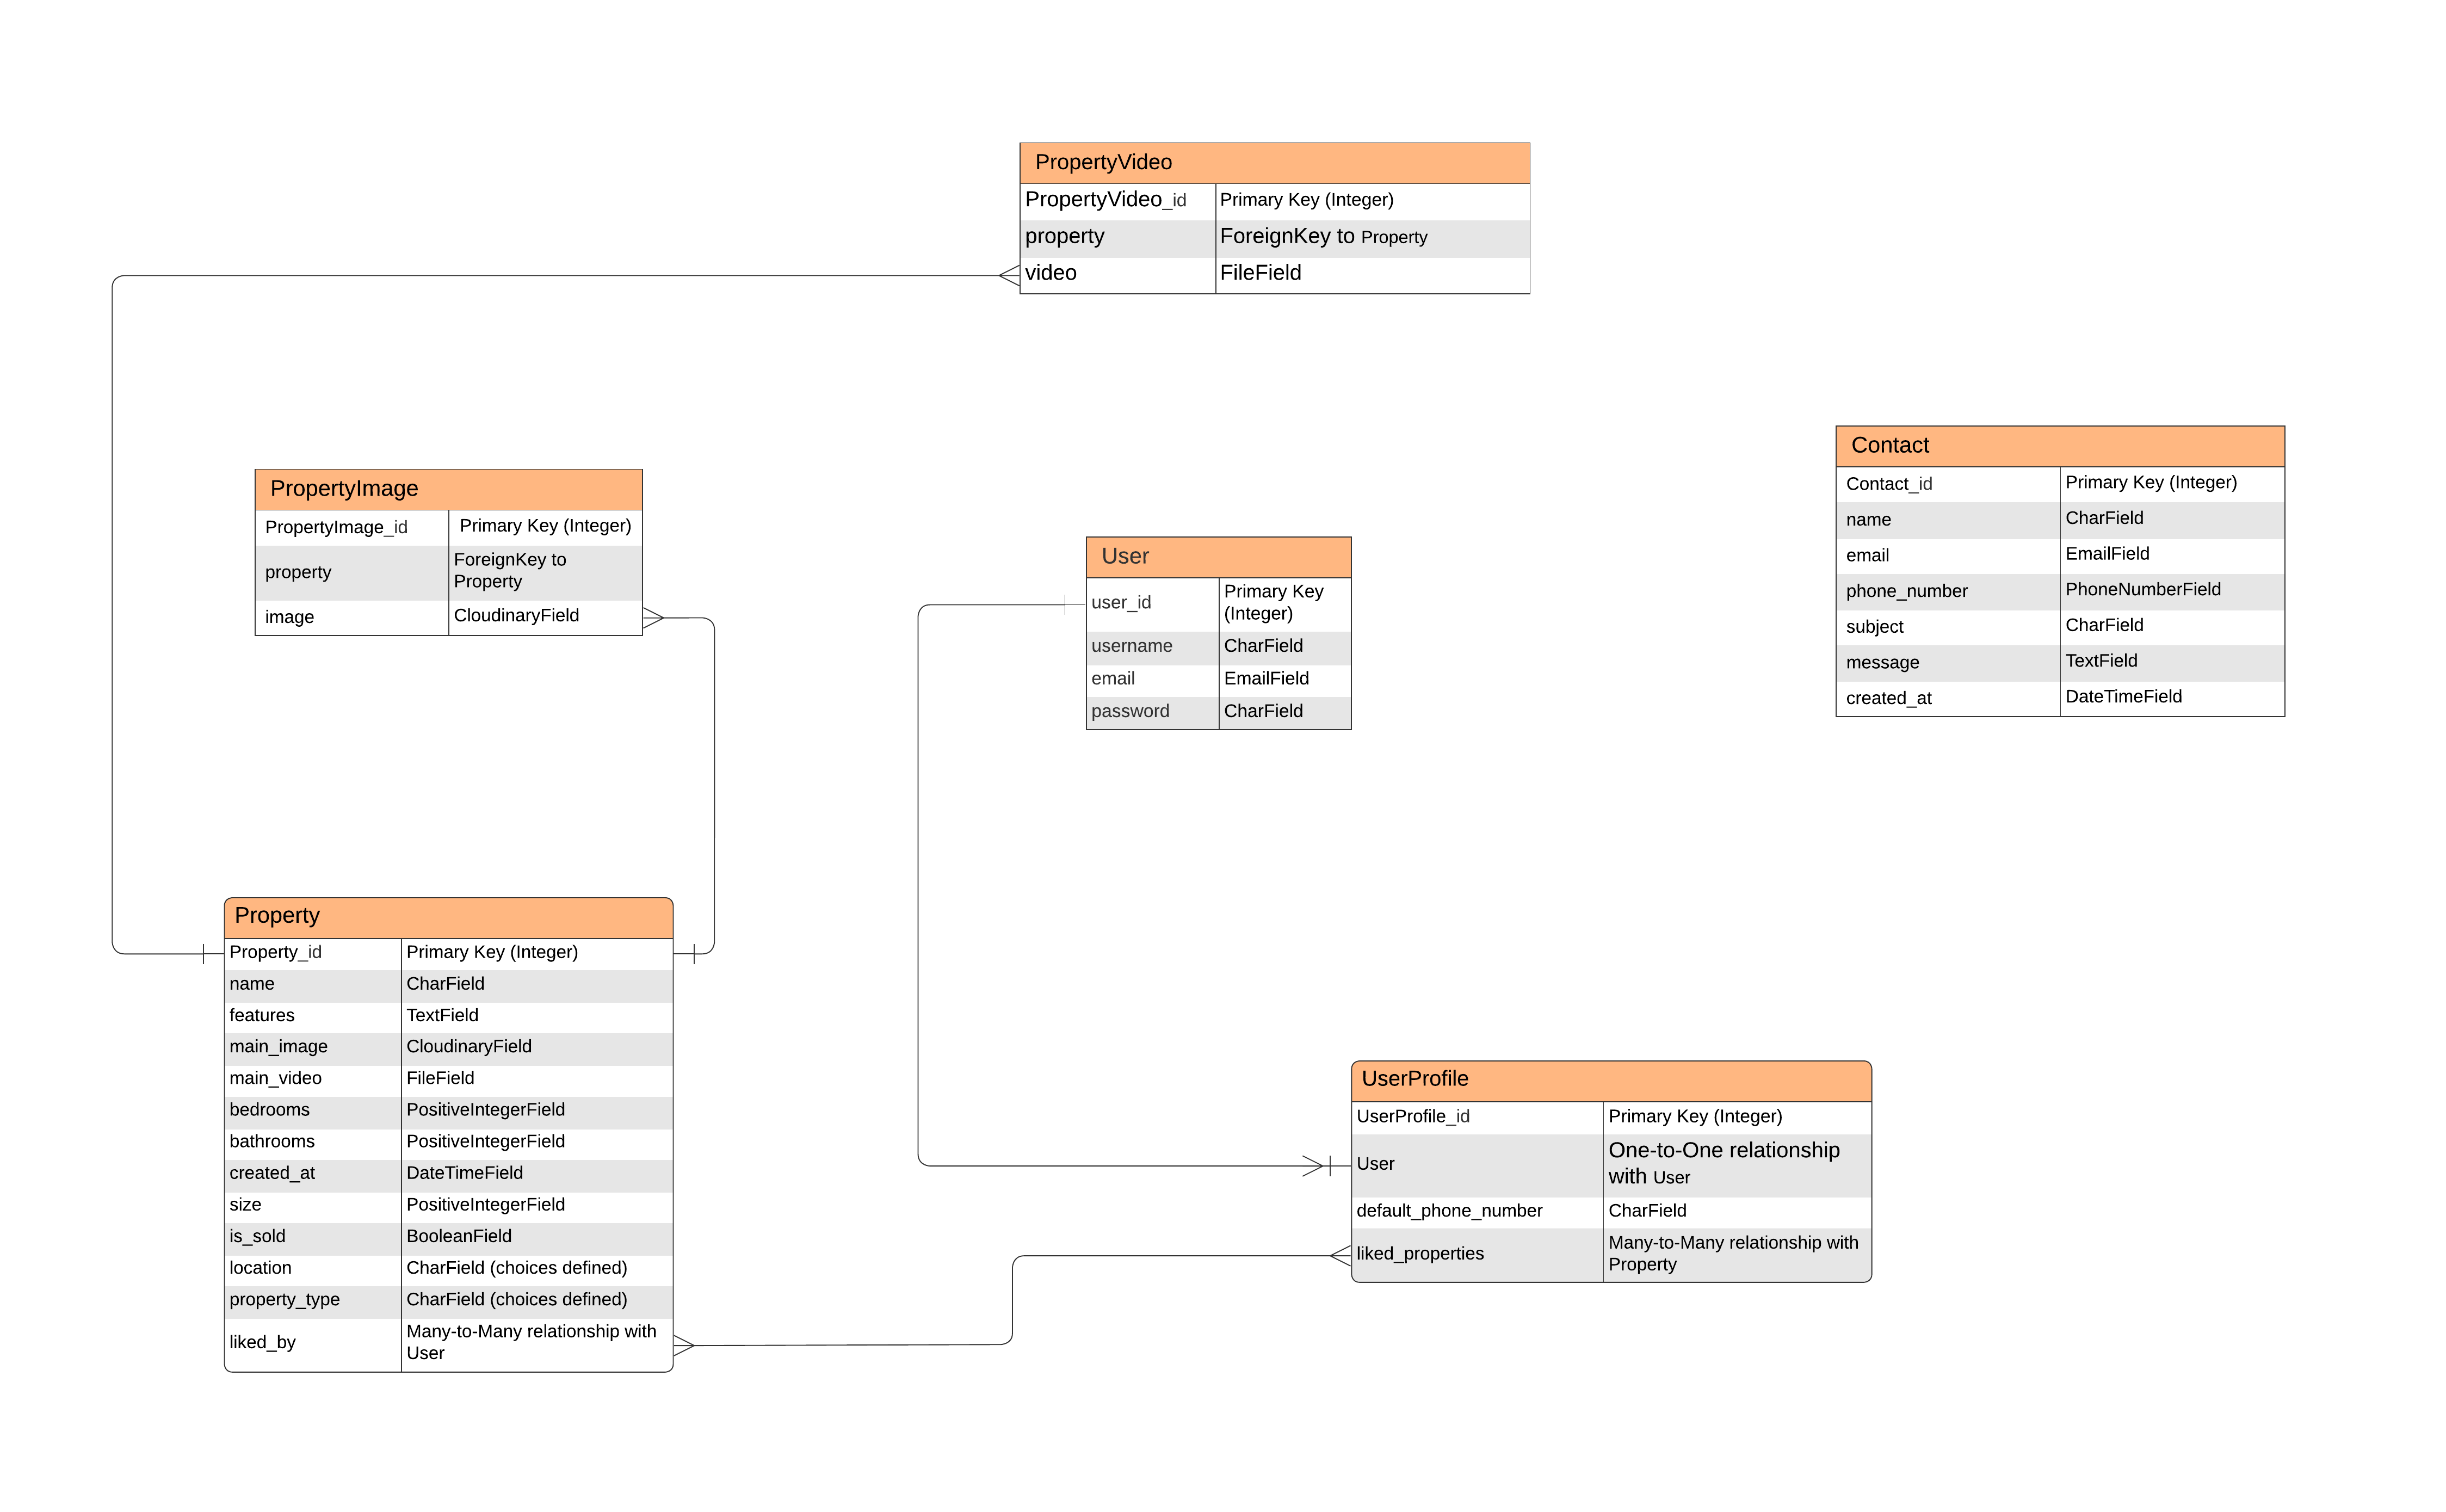 PropertyVideo
PropertyVideo_id Primary Key (Integer)
property ForeignKey to Property
video FileField
PropertyImage
PropertyImage_id Primary Key (Integer)
property ForeignKey to
Property
image CloudinaryField
User
user_id Primary Key
(Integer)
username CharField
email EmailField
password CharField
Contact
Contact_id Primary Key (Integer)
name CharField
email EmailField
phone_number PhoneNumberField
subject CharField
message TextField
created_at DateTimeField
Property
Property_id Primary Key (Integer)
name CharField
features TextField
main_image CloudinaryField
main_video FileField
bedrooms PositiveIntegerField
bathrooms PositiveIntegerField
created_at DateTimeField
size PositiveIntegerField
is_sold BooleanField
location CharField (choices defined)
property_type CharField (choices defined)
liked_by Many-to-Many relationship with
User
UserProfile
UserProfile_id Primary Key (Integer)
User One-to-One relationship
with User
default_phone_number CharField
liked_properties Many-to-Many relationship with
Property